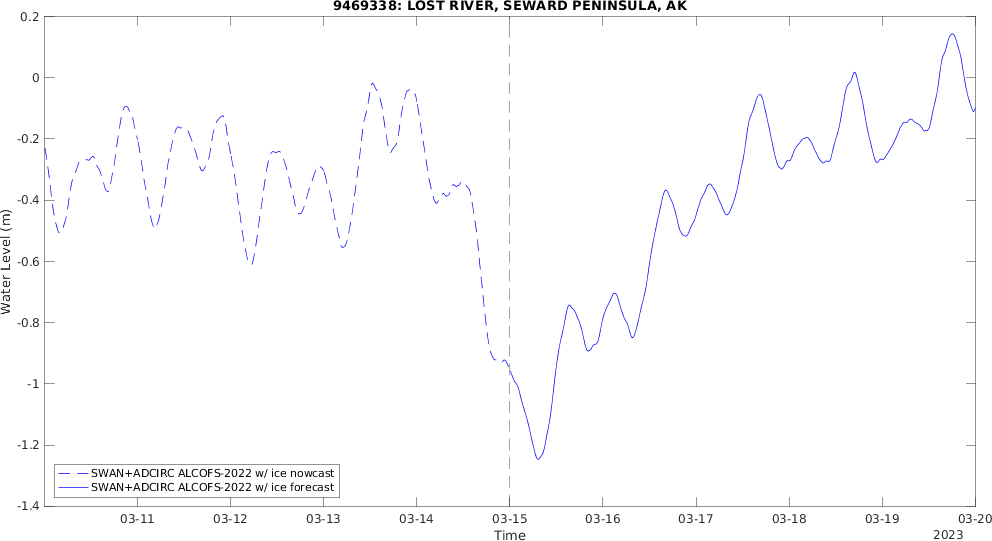 9469338: LOST RIVER, SEWARD PENINSULA, AK
0.2
0
-0.2
-0.4
-0.6
-0.8
-1
-1.2
-1.4
Water Level (m)
SWAN+ADCIRC ALCOFS-2022 w/ ice nowcast
SWAN+ADCIRC ALCOFS-2022 w/ ice forecast
03-11 03-12 03-13 03-14 03-15 03-16 03-17 03-18 03-19 03-20
Time
2023